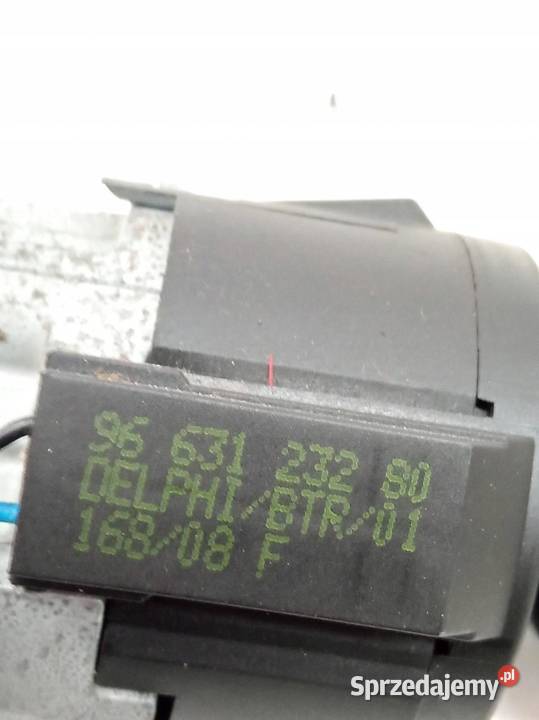 96 631 232 80
DELPHI/BTR/01
168/08 F
Sprzedajemy.pl